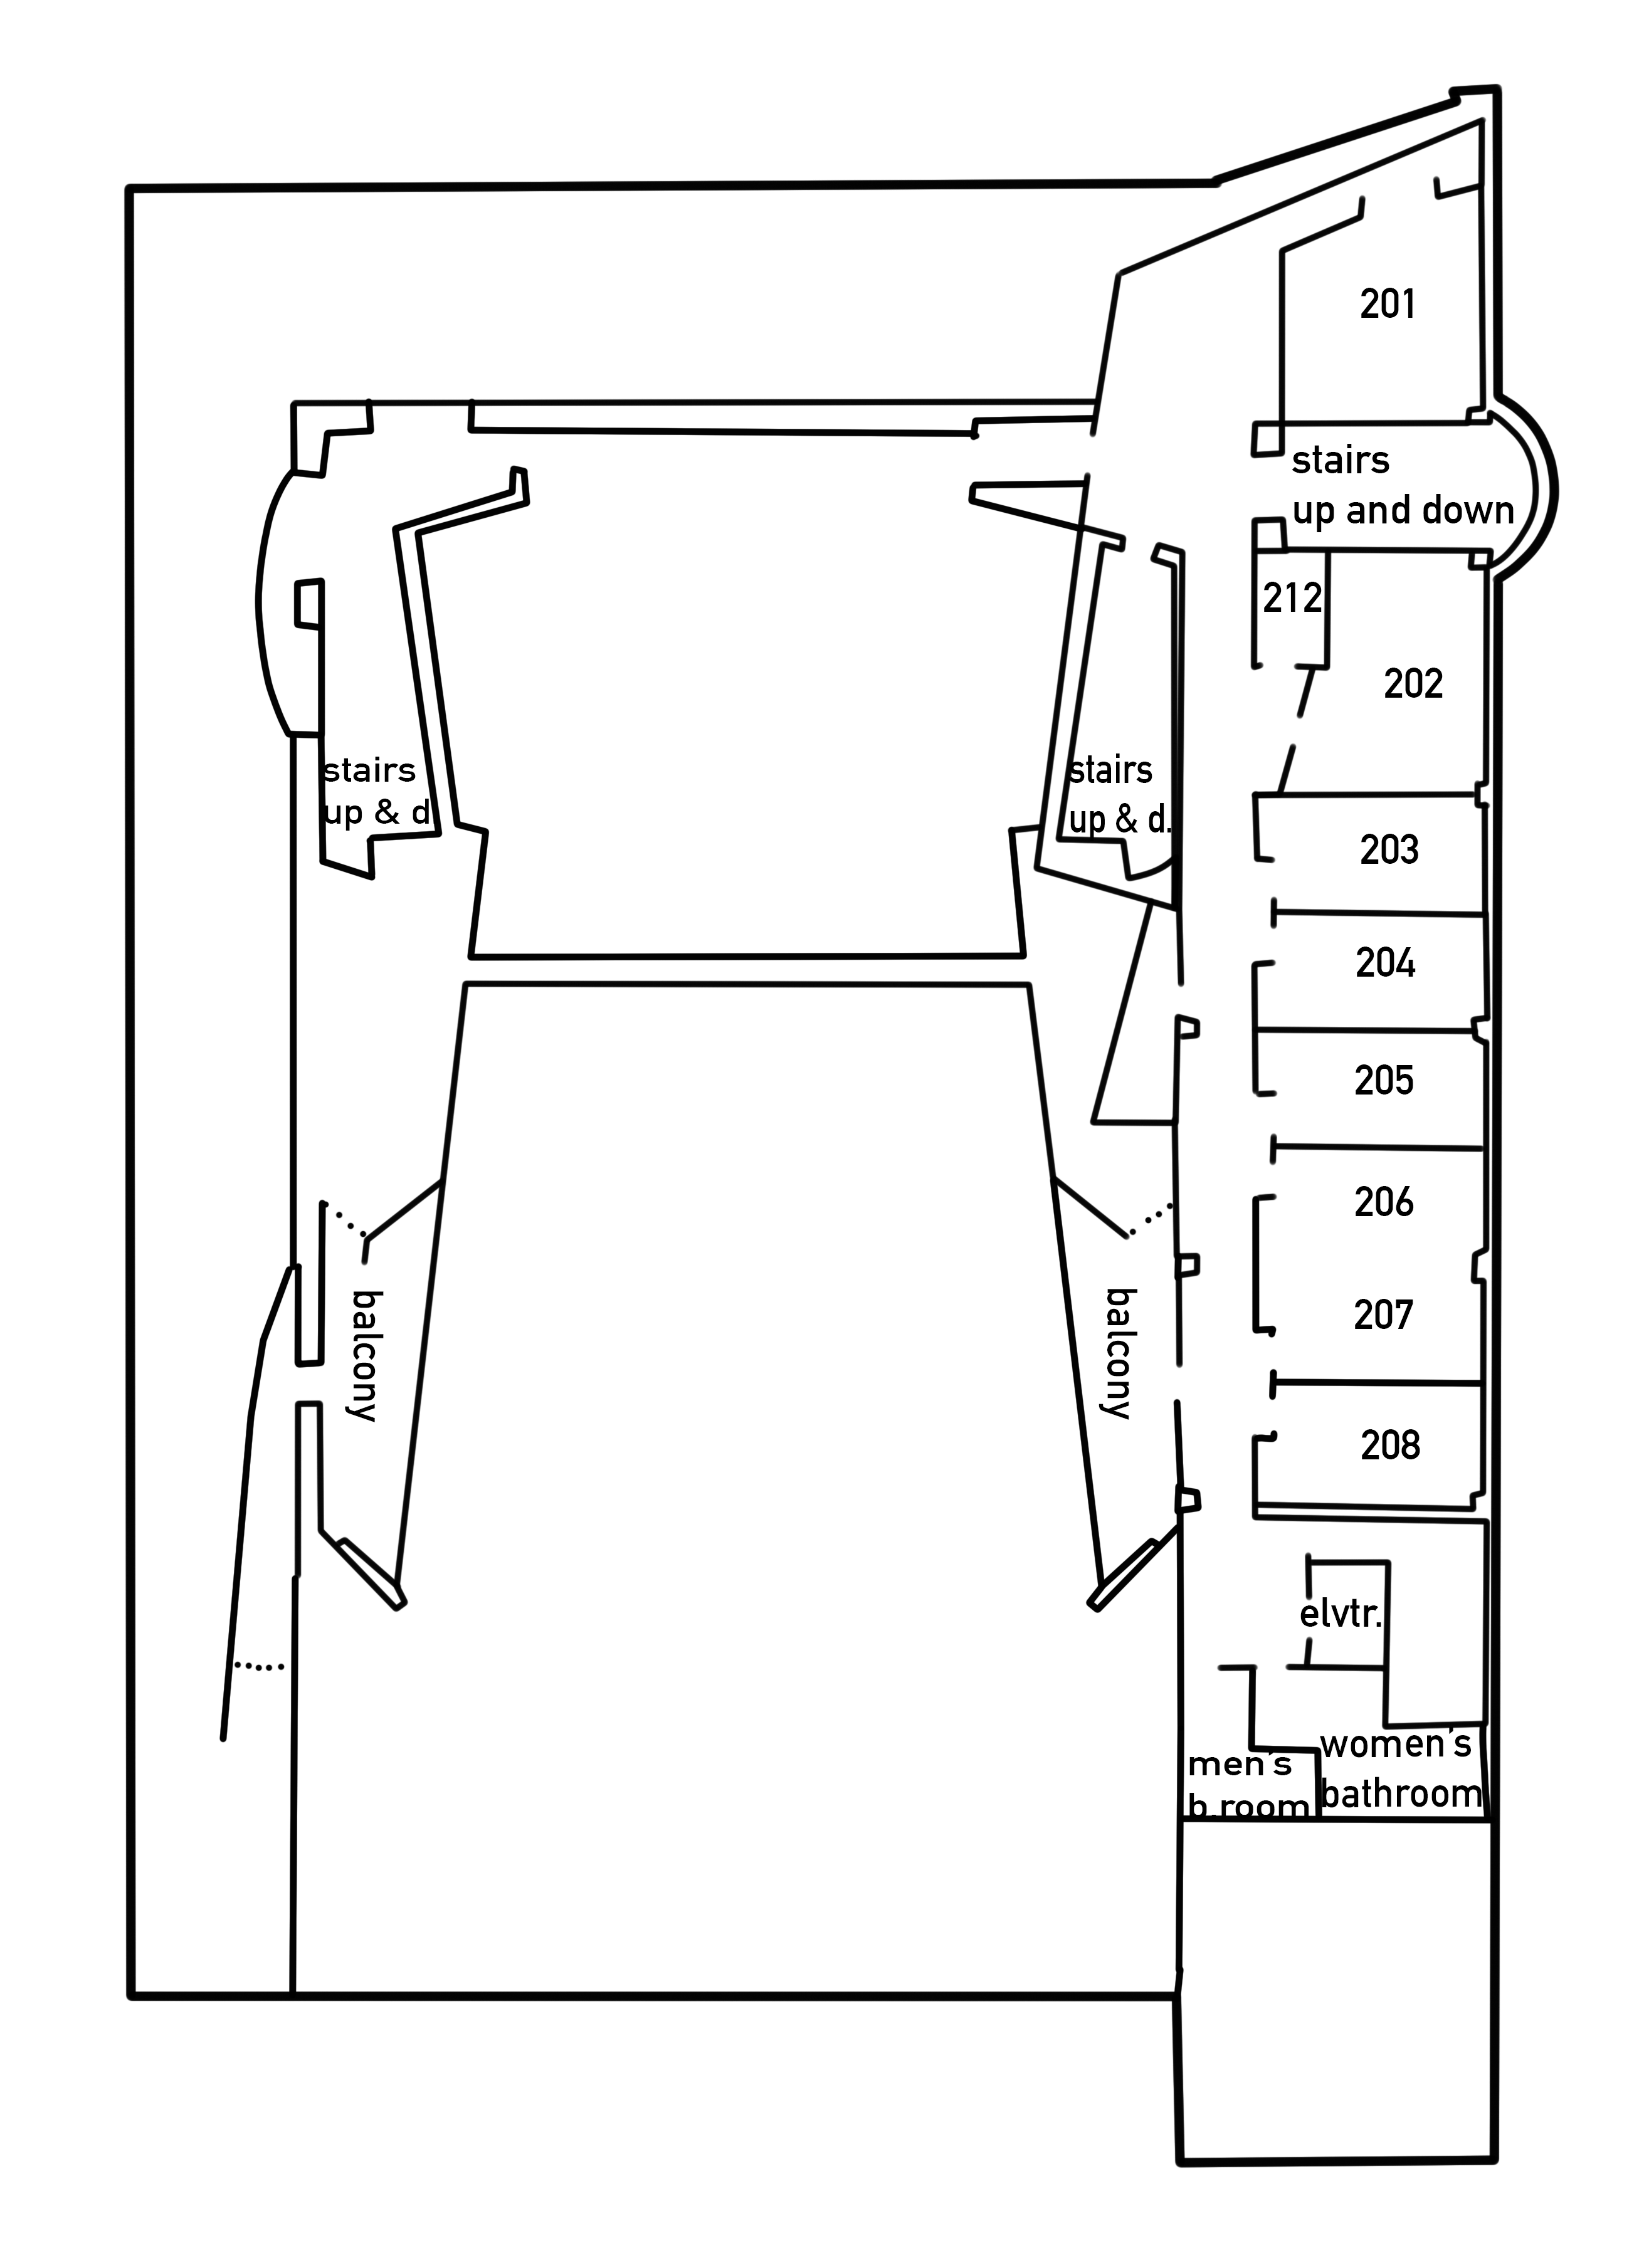 201
stairs
up and down
212
202
stairs
up & d
stairs
up & d.
203
204
205
206
207
balcony
balcony
208
elvtr.
women's
bathroom
men's
b.room